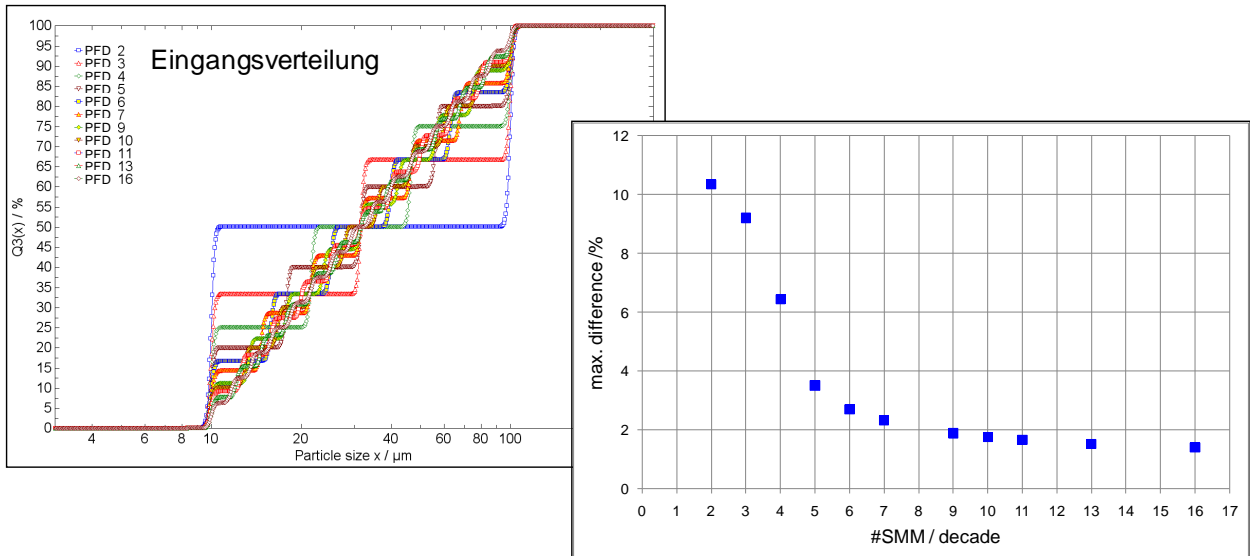 Eingangsverteilung
Q3(x) / %
100
95
90
85
80
75
70
65
60
55
50
45
40
35
30
25
20
15
10
5
0
PFD 2
PFD 3
PFD 4
PFD 5
PFD 6
PFD 7
PFD 9
PFD 10
PFD 11
PFD 13
PFD 16
4 6 8 10 20 40 60 80 100
Particle size x / µm
max. difference /%
12
10
8
6
4
2
0
0 1 2 3 4 5 6 7 8 9 10 11 12 13 14 15 16 17
#SMM / decade